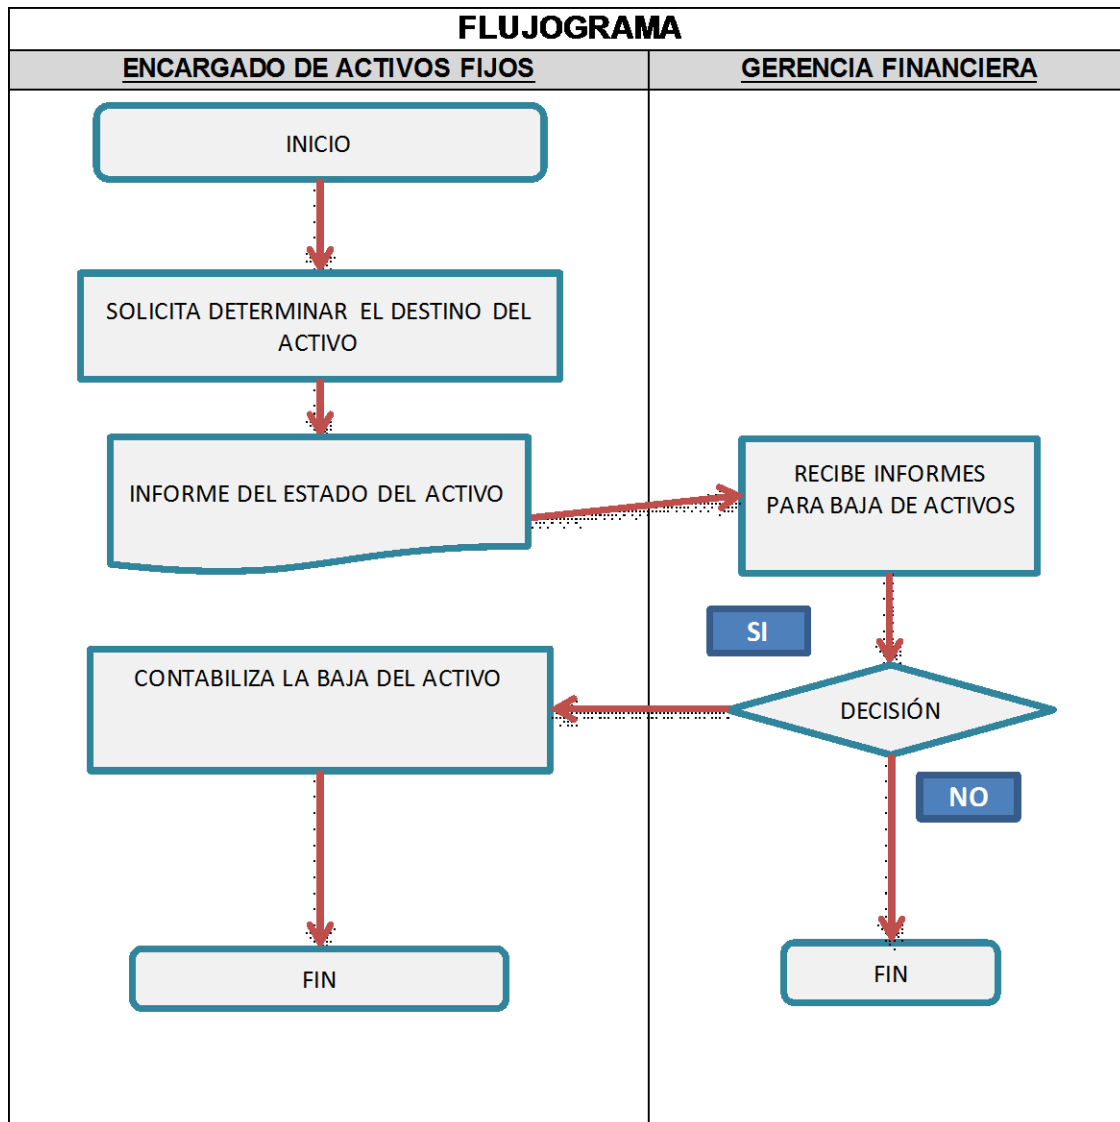 FLUJOGRAMA
ENCARGADO DE ACTIVOS FIJOS
GERENCIA FINANCIERA
INICIO
SOLICITA DETERMINAR EL DESTINO DEL
ACTIVO
INFORME DEL ESTADO DEL ACTIVO
RECIBE INFORMES
PARA BAJA DE ACTIVOS
SI
CONTABILIZA LA BAJA DEL ACTIVO
DECISIÓN
NO
FIN
FIN